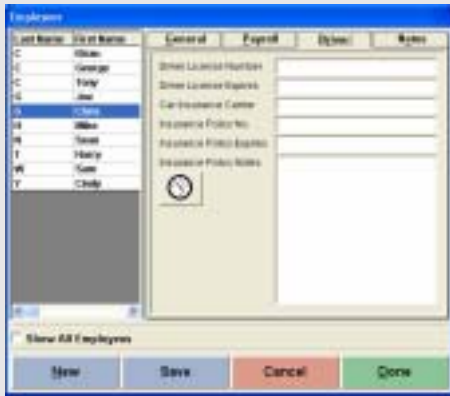 Employees
Last Name First Name
General Payroll Driver Notes
C Brian
C George
C Tony
G Joe
G Chris
H Mike
N Sean
T Harry
W Sam
Y Cindy
Driver License Number
Driver License Expires
Car Insurance Carrier
Insurance Policy No.
Insurance Policy Expires
Insurance Policy Notes
Show All Employees
New Save Cancel Done